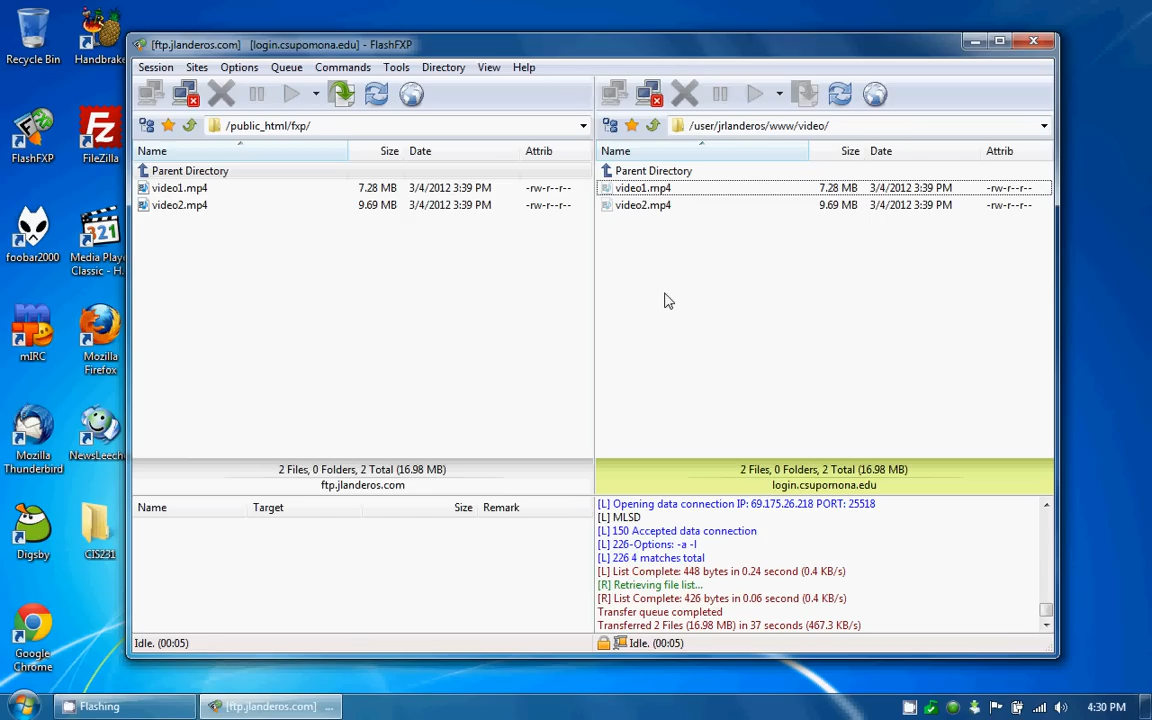 Recycle Bin
Handbrake
FlashFXP
FileZilla
foobar2000
Media Playe
Classic - H...
321
mIRC
Mozilla
Firefox
Mozilla
Thunderbird
NewsLeech
Digsby
CIS231
Google
Chrome
[ftp.jlanderos.com] [login.csupomona.edu] - FlashFXP
Session Sites Options Queue Commands Tools Directory View Help
/public_html/fxp/
Name Size Date Attrib
Parent Directory
video1.mp4 7.28 MB 3/4/2012 3:39 PM -rw-r--r--
video2.mp4 9.69 MB 3/4/2012 3:39 PM -rw-r--r--
2 Files, 0 Folders, 2 Total (16.98 MB)
ftp.jlanderos.com
/user/jrlanderos/www/video/
Name Size Date Attrib
Parent Directory
video1.mp4 7.28 MB 3/4/2012 3:39 PM -rw-r--r--
video2.mp4 9.69 MB 3/4/2012 3:39 PM -rw-r--r--
2 Files, 0 Folders, 2 Total (16.98 MB)
login.csupomona.edu
Name Target Size Remark
[L] Opening data connection IP: 69.175.26.218 PORT: 25518
[L] MLSD
[L] 150 Accepted data connection
[L] 226-Options: -a -l
[L] 226 4 matches total
[L] List Complete: 448 bytes in 0.24 second (0.4 KB/s)
[R] Retrieving file list...
[R] List Complete: 426 bytes in 0.06 second (0.4 KB/s)
Transfer queue completed
Transferred 2 Files (16.98 MB) in 37 seconds (467.3 KB/s)
Idle. (00:05)
Idle. (00:05)
Flashing
[ftp.jlanderos.com] ...
4:30 PM